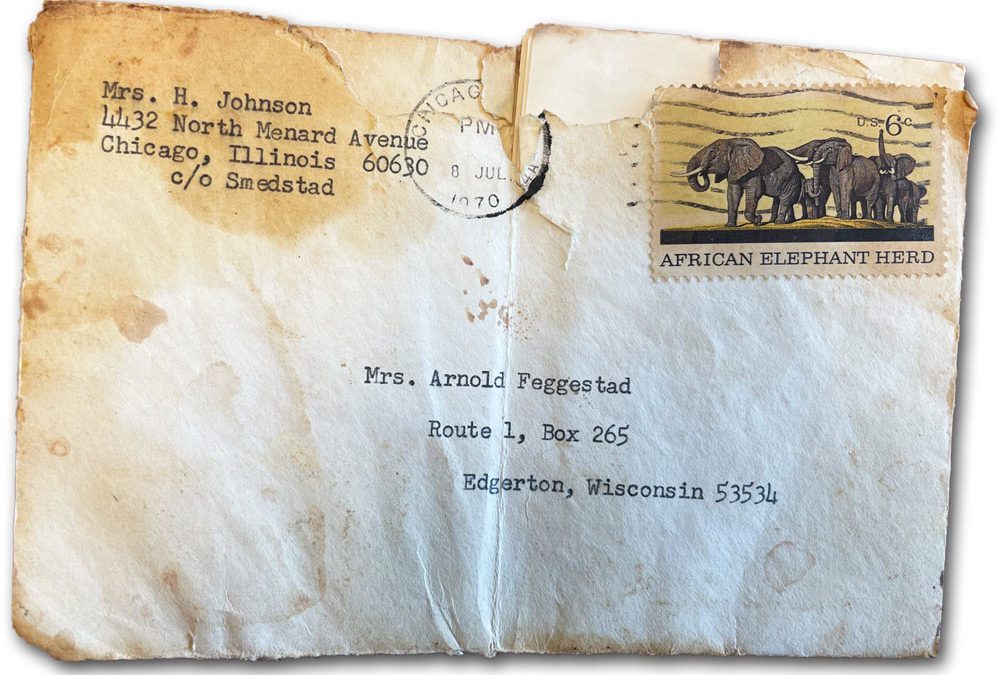 Mrs. H. Johnson
4432 North Menard Avenue
Chicago, Illinois 60630
c/o Smedstad
CHICAG
PM
8 JUL
1970
U.S. 6c
AFRICAN ELEPHANT HERD
Mrs. Arnold Feggestad
Route 1, Box 265
Edgerton, Wisconsin 53534